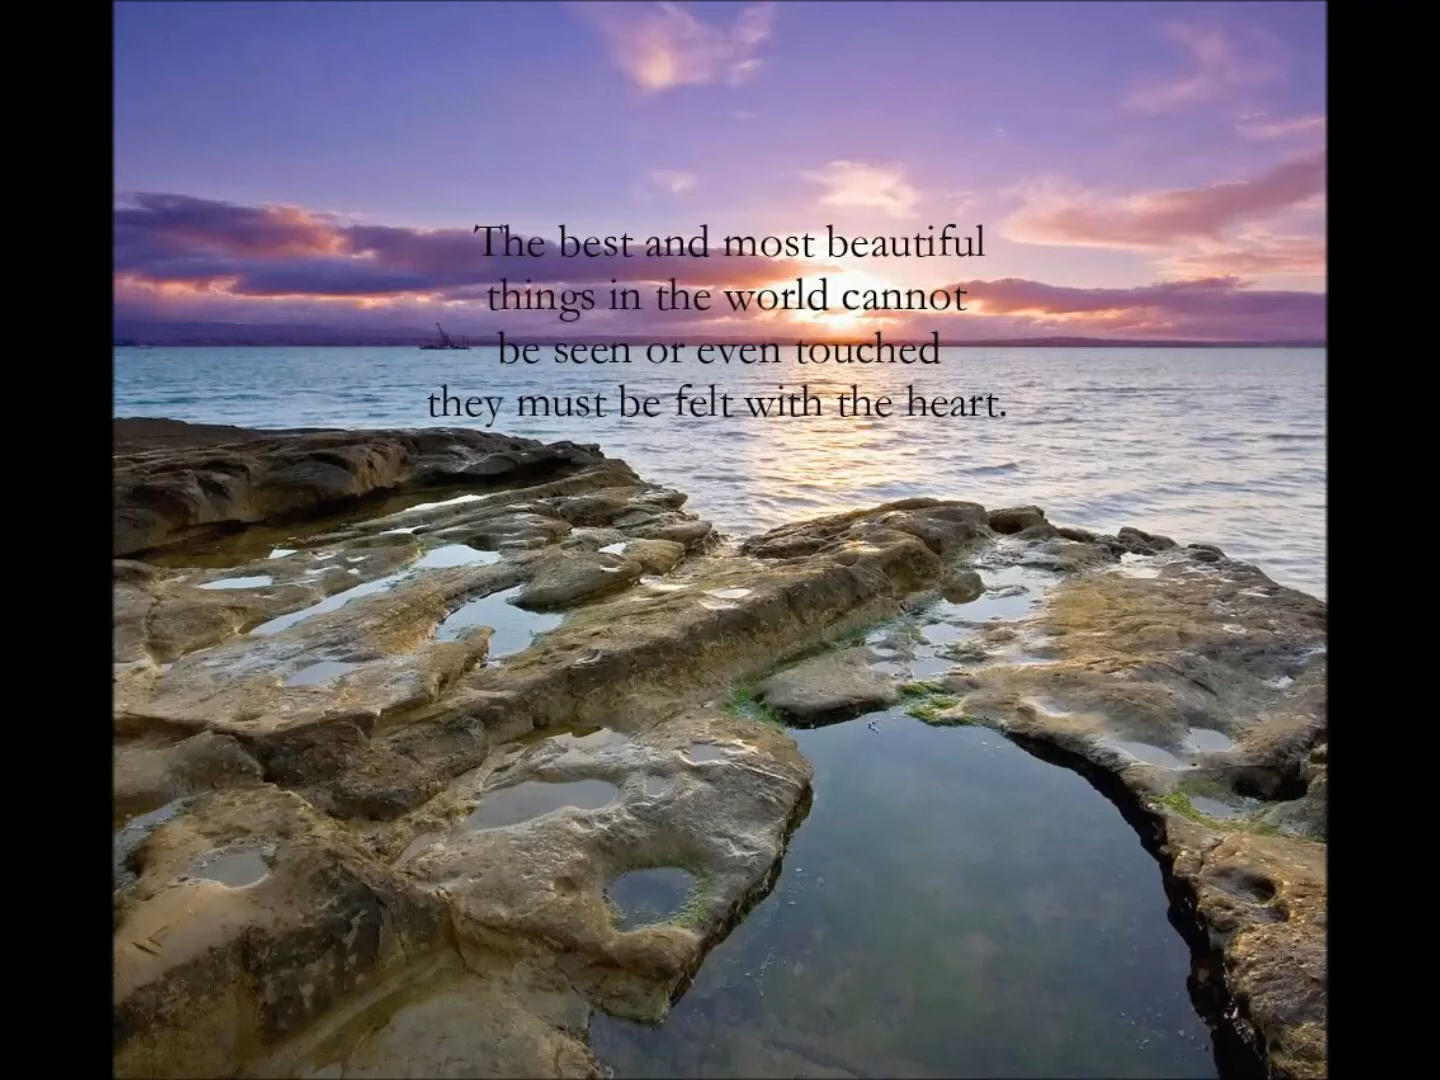 The best and most beautiful
things in the world cannot
be seen or even touched
they must be felt with the heart.